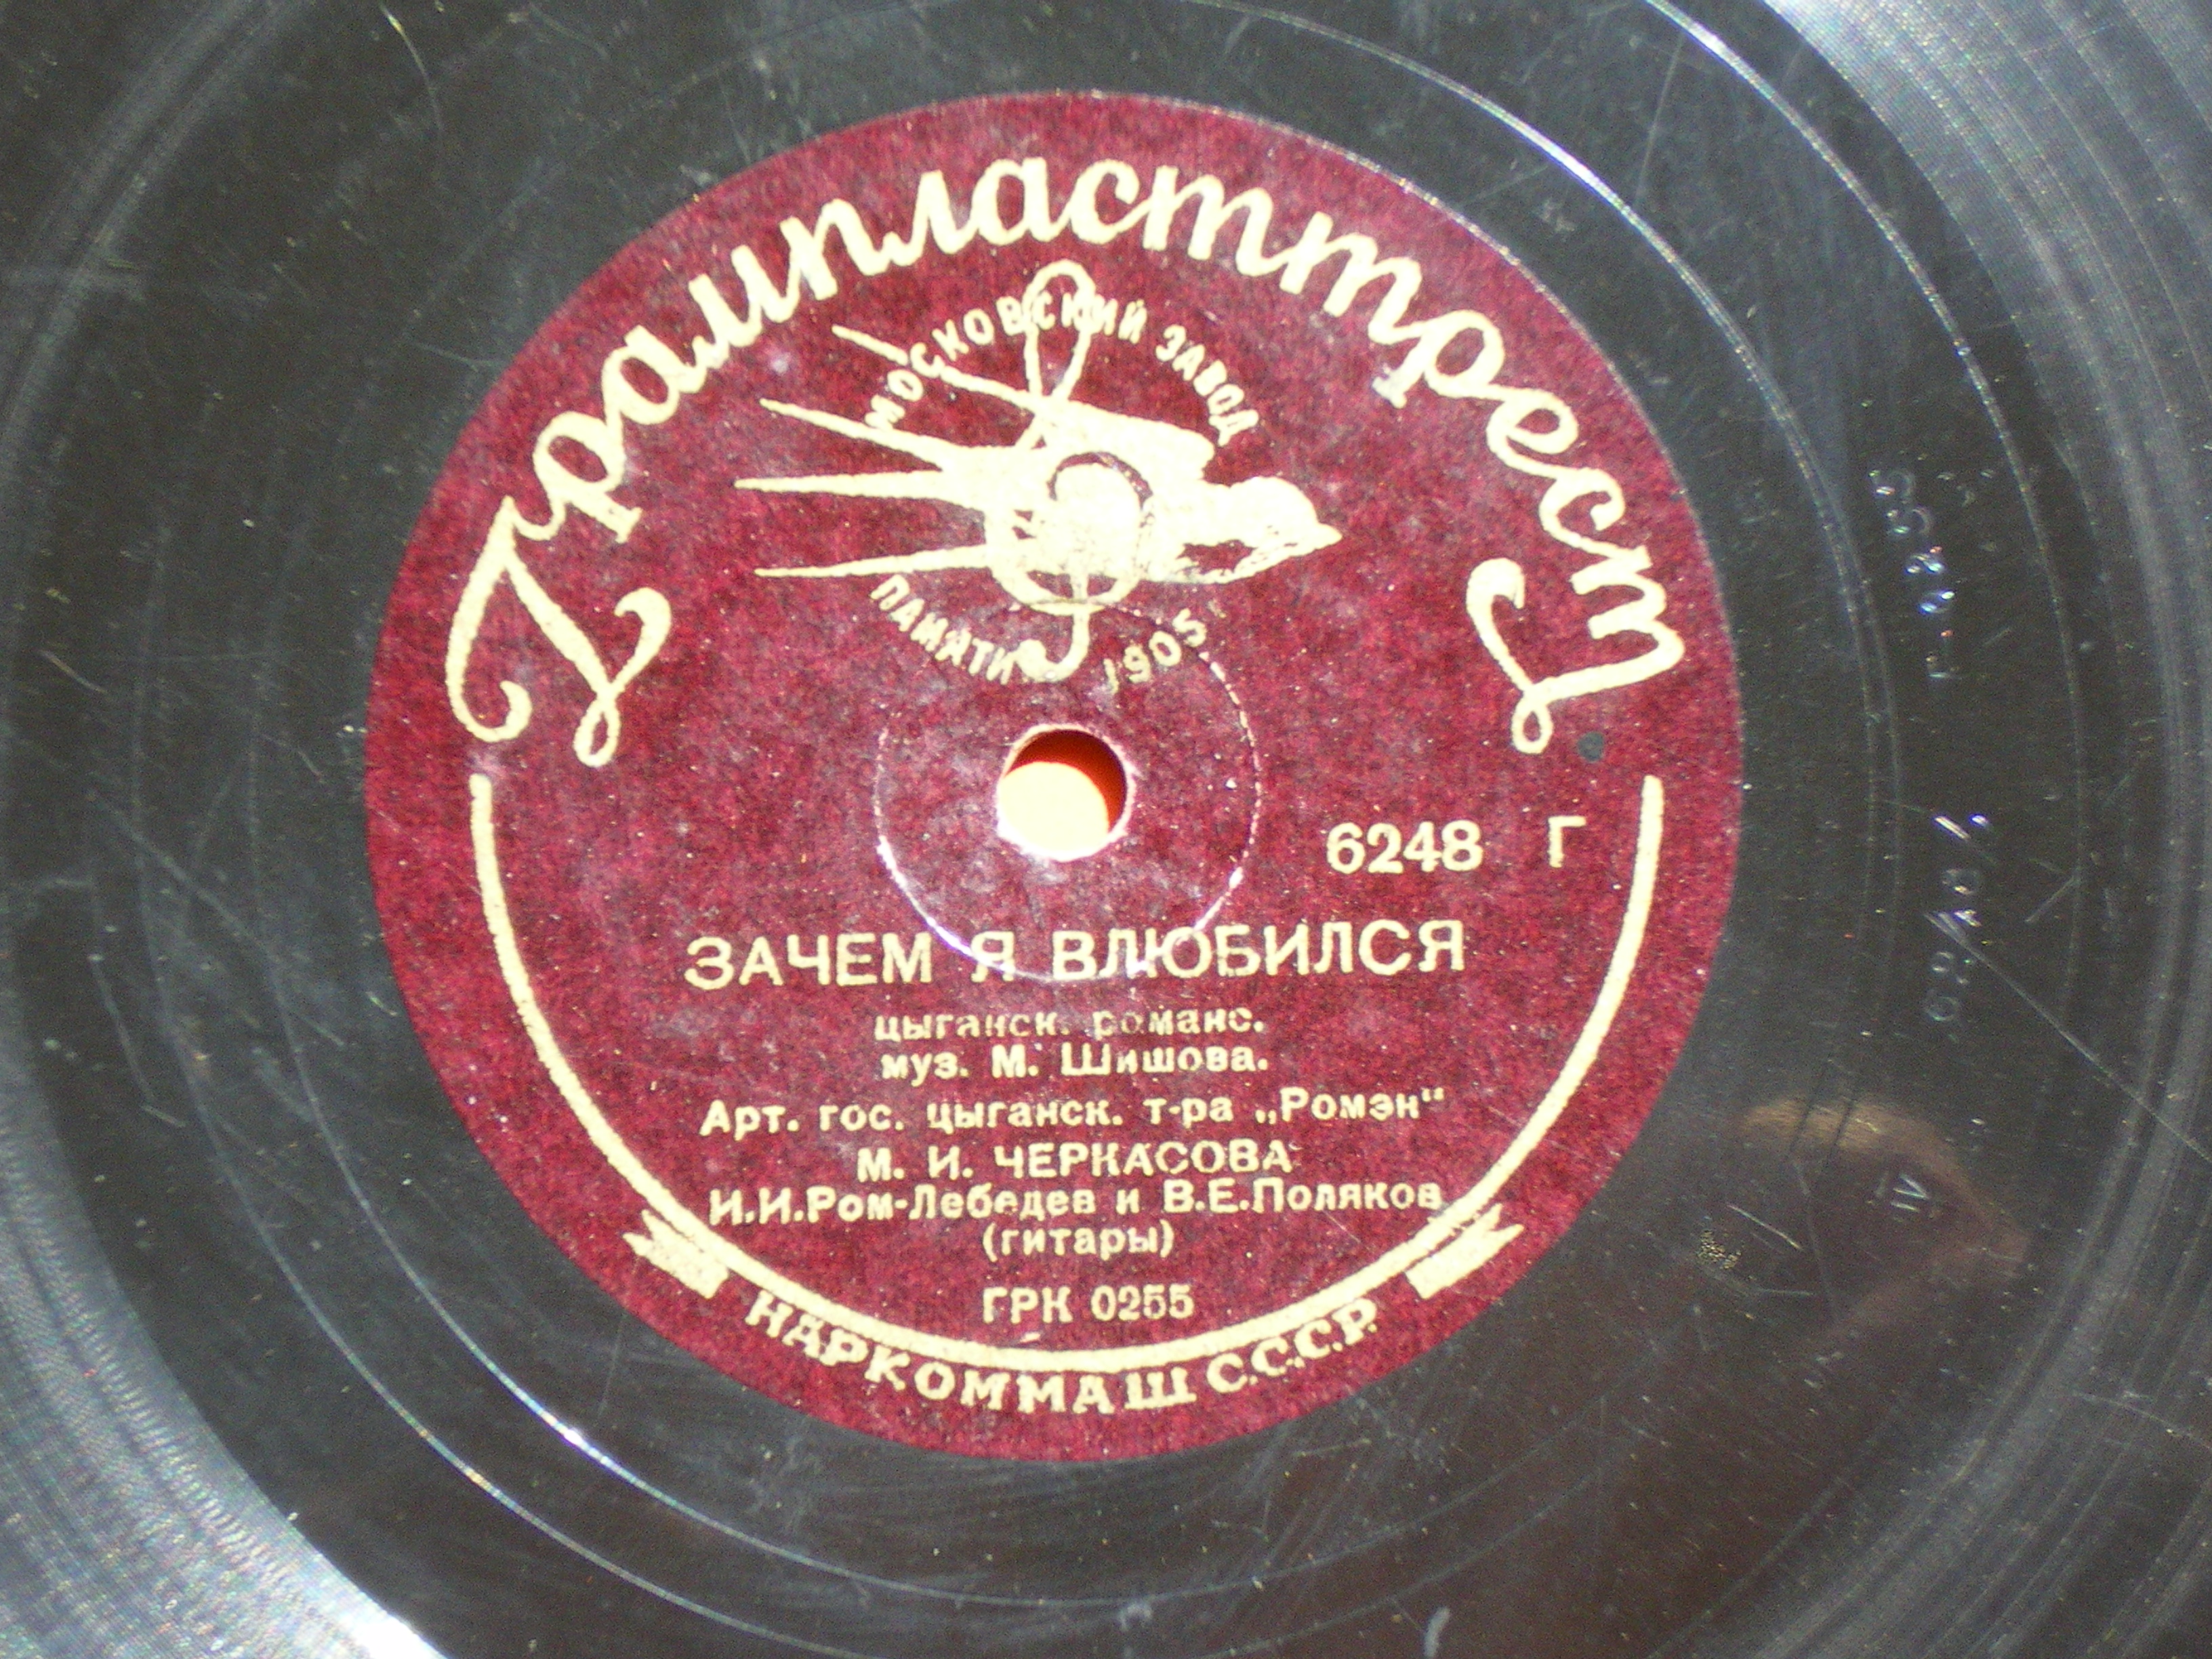 Грампласттрест
МОСКОВСКИЙ ЗАВОД
ПАМЯТИ 1905 г
6248 Г
ЗАЧЕМ Я ВЛЮБИЛСЯ
цыганск. романс.
муз. М. Шишова.
Арт. гос. цыганск. т-ра „Ромэн“
М. И. ЧЕРКАСОВА
И.И.Ром-Лебедев и В.Е.Поляков
(гитары)
ГРК 0255
НАРКОММАШ С.С.С.Р.